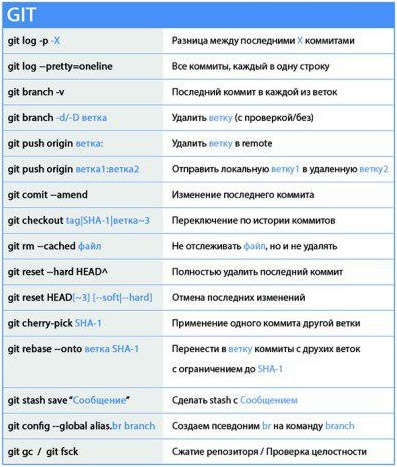 GIT
git log -p -X Разница между последними X коммитами
git log --pretty=oneline Все коммиты, каждый в одну строку
git branch -v Последний коммит в каждой из веток
git branch -d/-D ветка Удалить ветку (с проверкой/без)
git push origin ветка: Удалить ветку в remote
git push origin ветка1:ветка2 Отправить локальную ветку1 в удаленную ветку2
git comit --amend Изменение последнего коммита
git checkout tag|SHA-1|ветка~3 Переключение по истории коммитов
git rm --cached файл Не отслеживать файл, но и не удалять
git reset --hard HEAD^ Полностью удалить последний коммит
git reset HEAD[~3] [--soft|--hard] Отмена последних изменений
git cherry-pick SHA-1 Применение одного коммита другой ветки
git rebase --onto ветка SHA-1 Перенести в ветку коммиты с друхих веток
с ограничением до SHA-1
git stash save "Сообщение" Сделать stash с Сообщением
git config --global alias.br branch Создаем псевдоним br на команду branch
git gc / git fsck Сжатие репозиторя / Проверка целостности